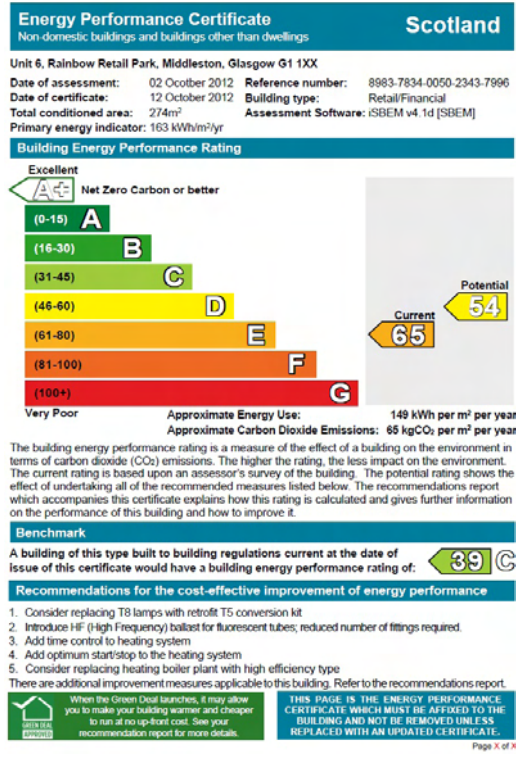 Energy Performance Certificate
Non-domestic buildings and buildings other than dwellings
Scotland
Unit 6, Rainbow Retail Park, Middleston, Glasgow G1 1XX
Date of assessment: 02 Ocotber 2012 Reference number: 8983-7834-0050-2343-7996
Date of certificate: 12 October 2012 Building type: Retail/Financial
Total conditioned area: 274m² Assessment Software: iSBEM v4.1d [SBEM]
Primary energy indicator: 163 kWh/m²/yr
Building Energy Performance Rating
Excellent
A+ Net Zero Carbon or better
(0-15) A
(16-30) B
(31-45) C
(46-60) D
(61-80) E
(81-100) F
(100+) G
Very Poor
Potential
54
Current
65
Approximate Energy Use: 149 kWh per m² per year
Approximate Carbon Dioxide Emissions: 65 kgCO₂ per m² per year
The building energy performance rating is a measure of the effect of a building on the environment in
terms of carbon dioxide (CO₂) emissions. The higher the rating, the less impact on the environment.
The current rating is based upon an assessor's survey of the building. The potential rating shows the
effect of undertaking all of the recommended measures listed below. The recommendations report
which accompanies this certificate explains how this rating is calculated and gives further information
on the performance of this building and how to improve it.
Benchmark
A building of this type built to building regulations current at the date of
issue of this certificate would have a building energy performance rating of:
39 C
Recommendations for the cost-effective improvement of energy performance
1. Consider replacing T8 lamps with retrofit T5 conversion kit
2. Introduce HF (High Frequency) ballast for fluorescent tubes; reduced number of fittings required.
3. Add time control to heating system
4. Add optimum start/stop to the heating system
5. Consider replacing heating boiler plant with high efficiency type
There are additional improvement measures applicable to this building. Refer to the recommendations report.
GREEN DEAL
APPROVED
When the Green Deal launches, it may allow
you to make your building warmer and cheaper
to run at no up-front cost. See your
recommendation report for more details.
THIS PAGE IS THE ENERGY PERFORMANCE
CERTIFICATE WHICH MUST BE AFFIXED TO THE
BUILDING AND NOT BE REMOVED UNLESS
REPLACED WITH AN UPDATED CERTIFICATE.
Page X of X